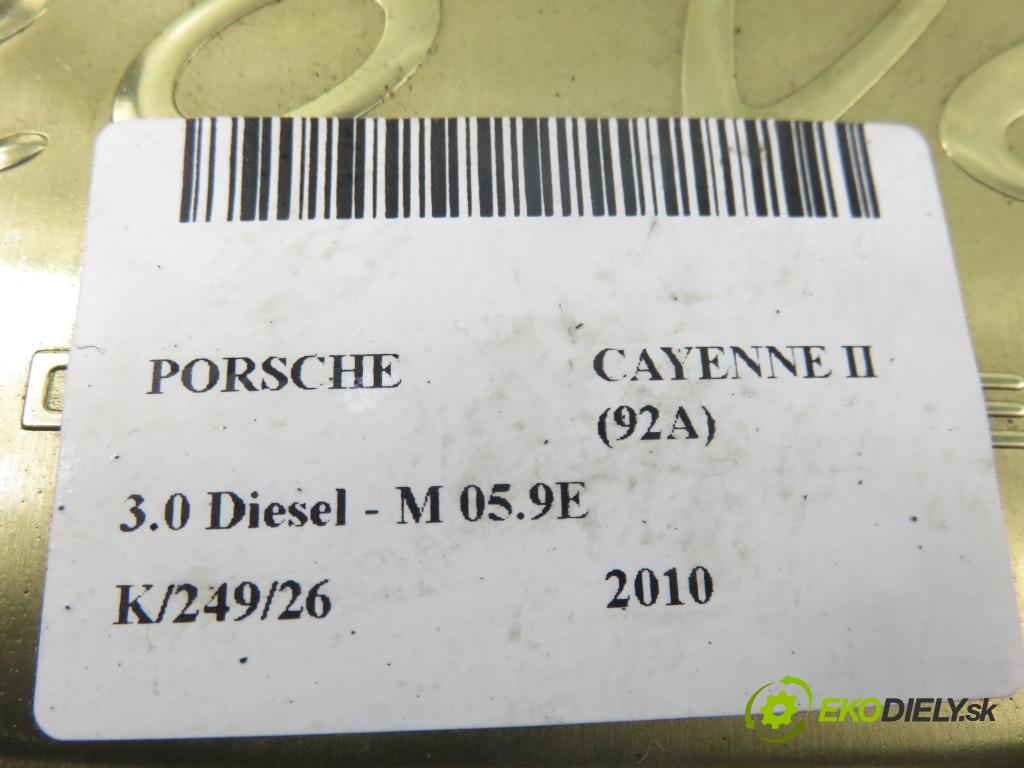 PORSCHE CAYENNE II
(92A)
3.0 Diesel - M 05.9E
K/249/26 2010
EKODIELY.sk